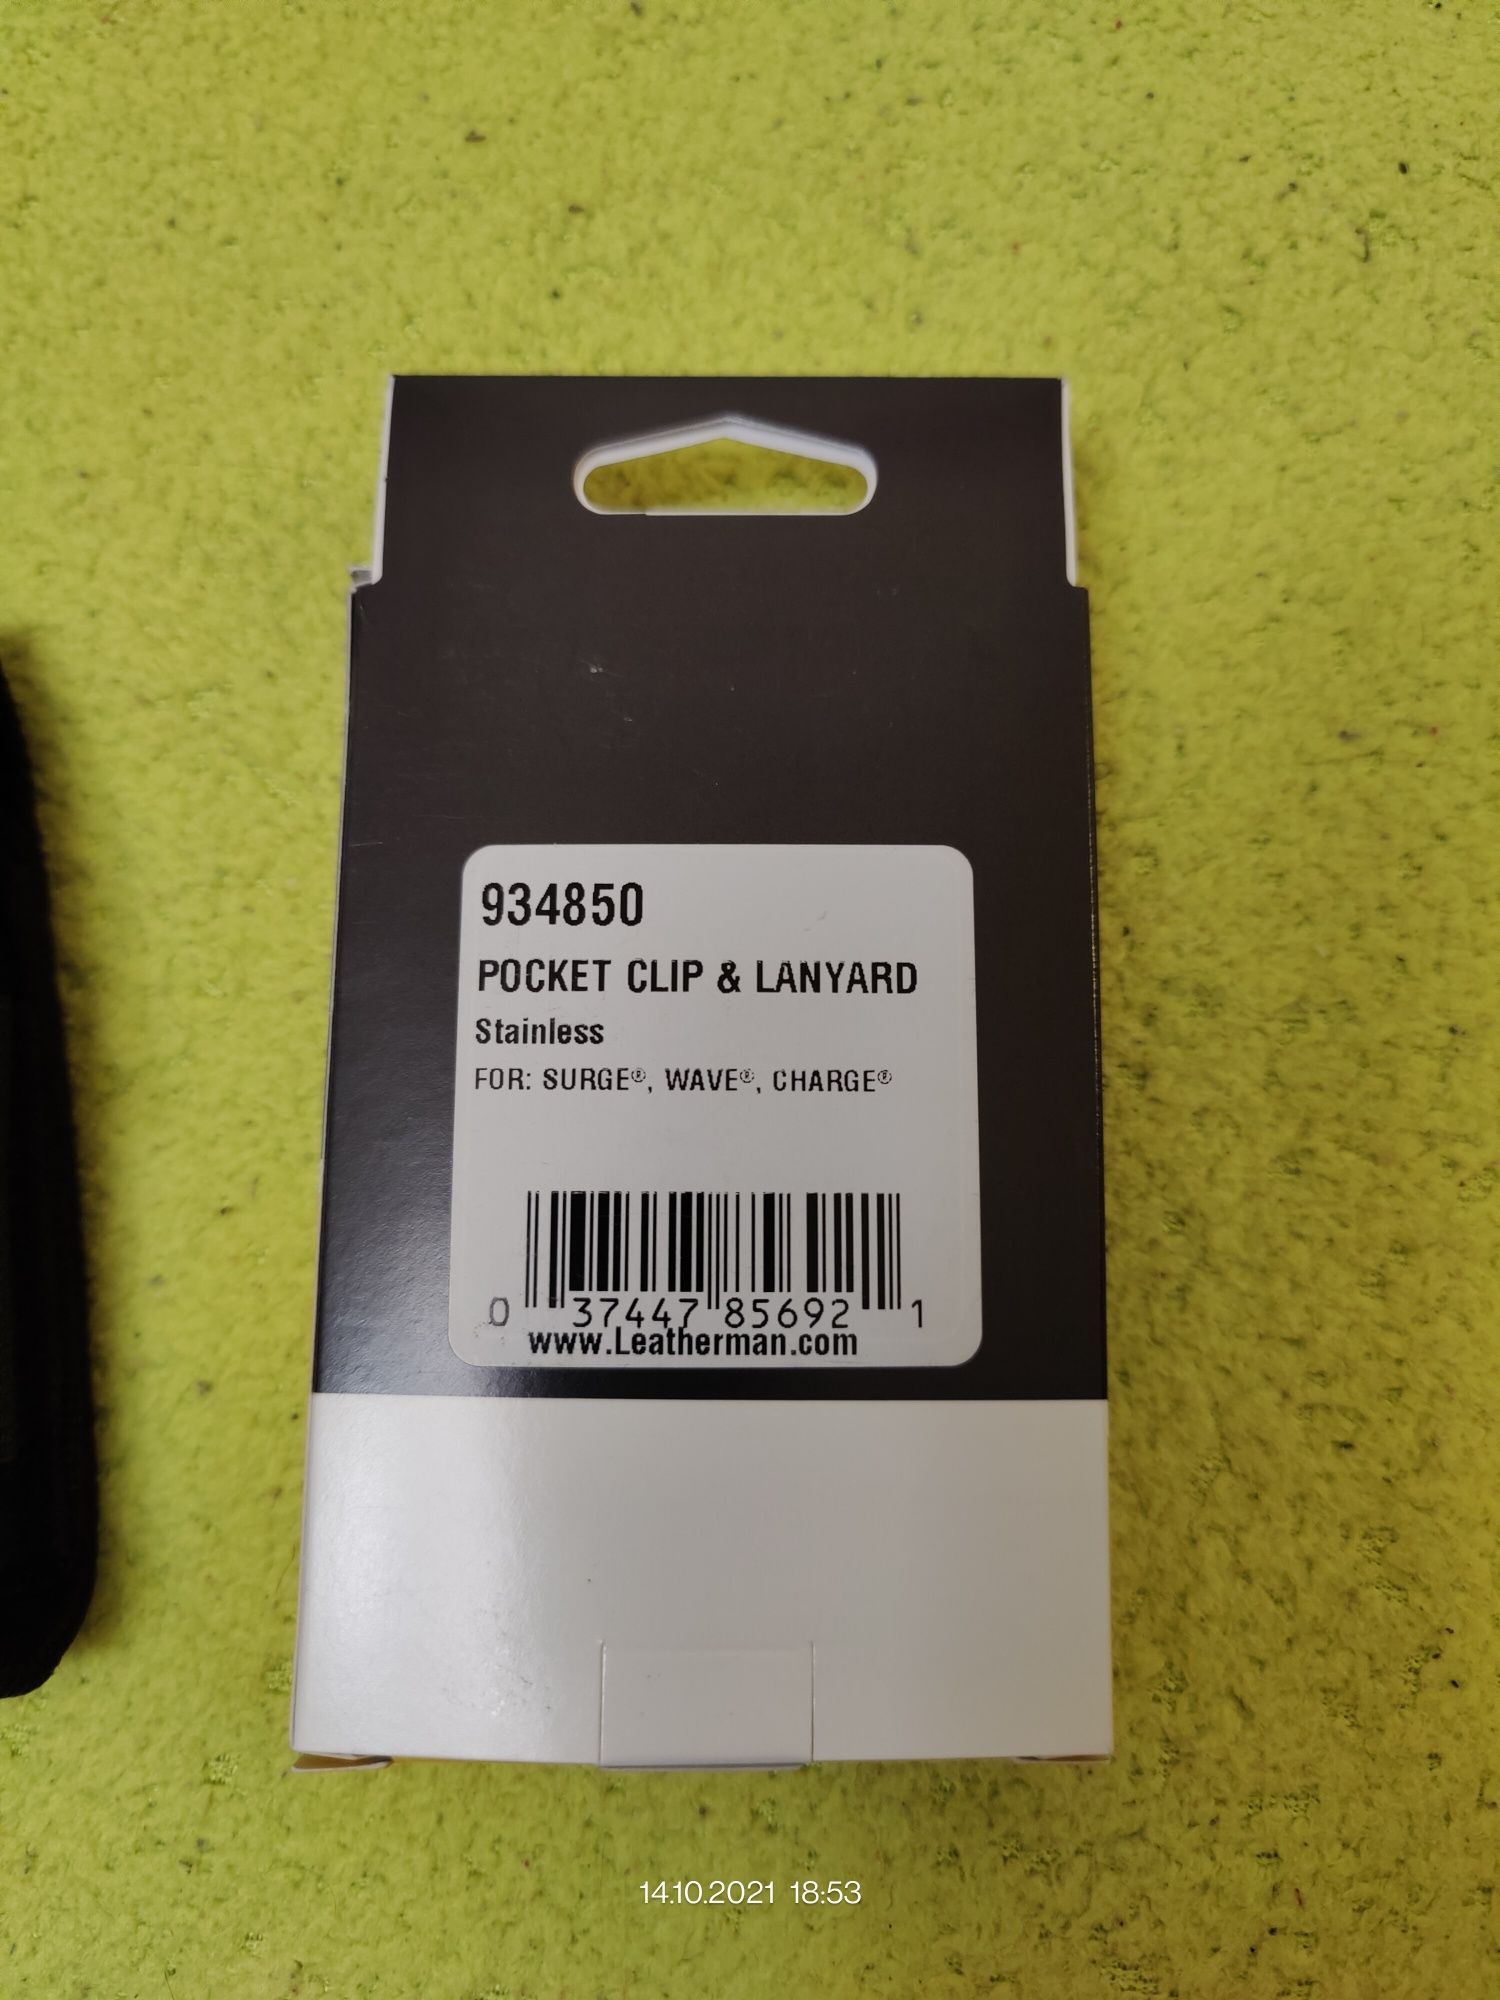 934850
POCKET CLIP & LANYARD
Stainless
FOR: SURGE®, WAVE®, CHARGE®
0 37447 85692 1
www.Leatherman.com
14.10.2021 18:53